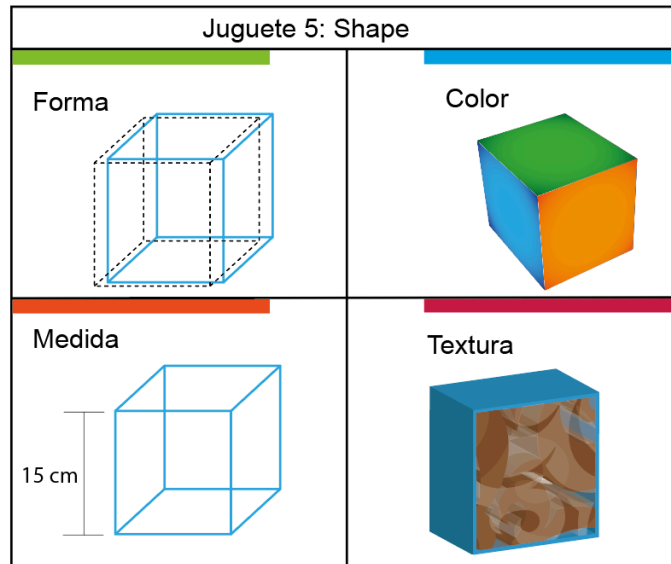 Juguete 5: Shape
Forma
Color
Medida
15 cm
Textura